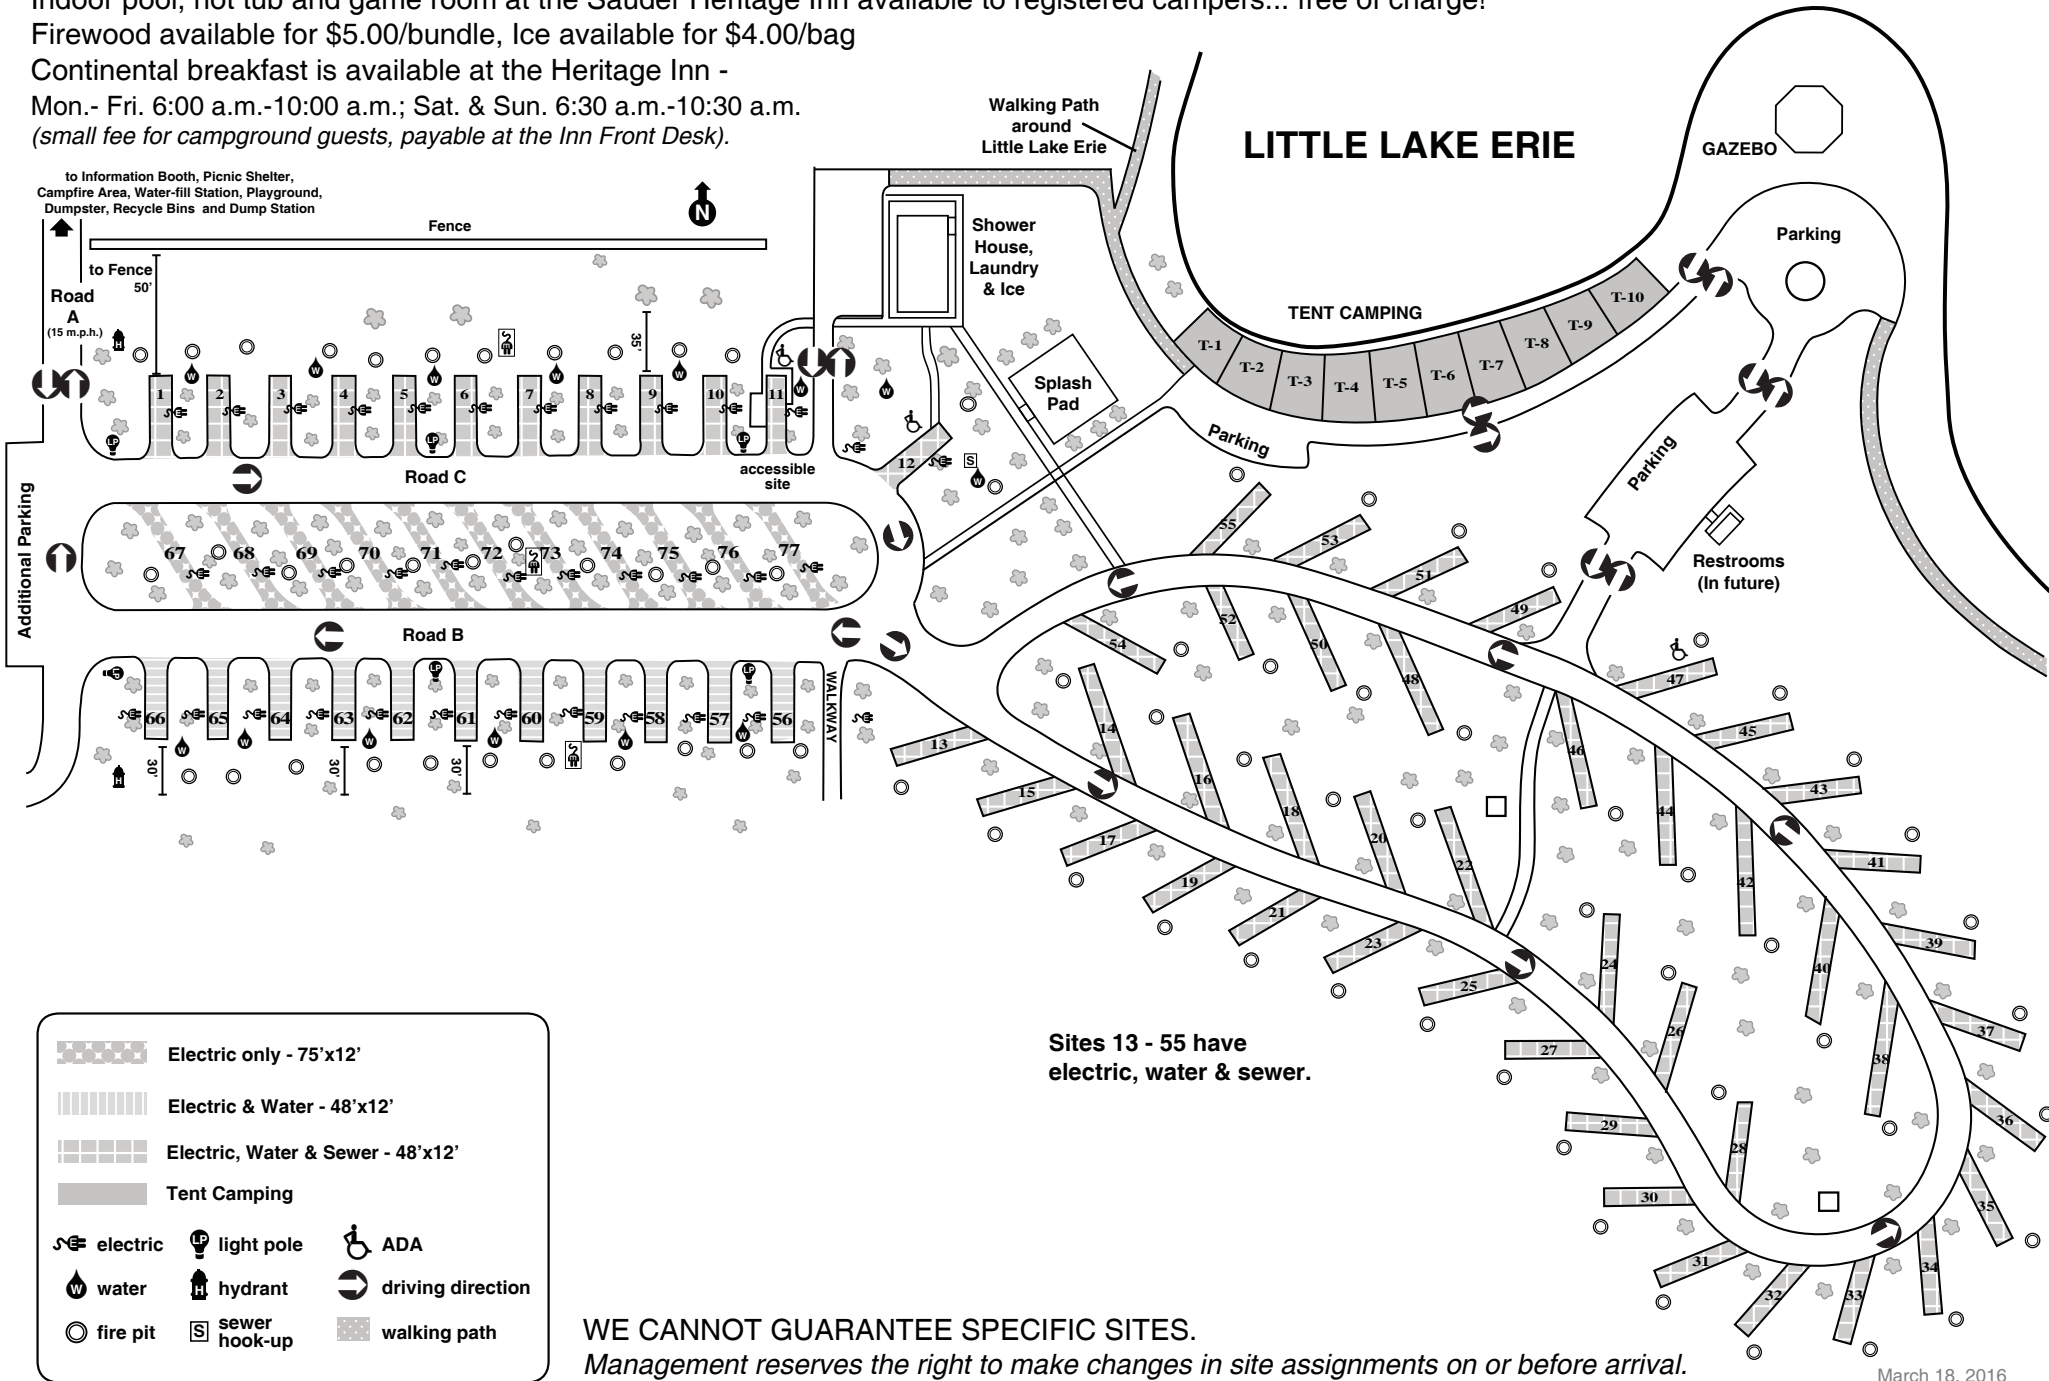 Indoor pool, hot tub and game room at the Sauder Heritage Inn available to registered campers... free of charge!
Firewood available for $5.00/bundle, Ice available for $4.00/bag
Continental breakfast is available at the Heritage Inn -
Mon.- Fri. 6:00 a.m.-10:00 a.m.; Sat. & Sun. 6:30 a.m.-10:30 a.m.
(small fee for campground guests, payable at the Inn Front Desk).
to Information Booth, Picnic Shelter,
Campfire Area, Water-fill Station, Playground,
Dumpster, Recycle Bins and Dump Station
N
Fence
to Fence
50'
Road
A
(15 m.p.h.)
35'
Walking Path
around
Little Lake Erie
LITTLE LAKE ERIE
GAZEBO
Parking
Shower
House,
Laundry
& Ice
TENT CAMPING
T-1
T-2
T-3
T-4
T-5
T-6
T-7
T-8
T-9
T-10
Splash
Pad
Parking
Parking
Restrooms
(In future)
1
2
3
4
5
6
7
8
9
10
11
12
accessible
site
Road C
Additional Parking
67
68
69
70
71
72
73
74
75
76
77
Road B
66
65
64
63
62
61
60
59
58
57
56
WALKWAY
30'
30'
30'
55
53
51
49
47
45
43
41
39
37
36
35
34
33
32
31
30
29
27
25
23
21
19
17
15
13
54
52
50
48
46
44
42
40
38
14
16
18
20
22
24
26
28
Sites 13 - 55 have
electric, water & sewer.
Electric only - 75'x12'
Electric & Water - 48'x12'
Electric, Water & Sewer - 48'x12'
Tent Camping
electric
LP light pole
ADA
W water
H hydrant
driving direction
fire pit
S sewer
hook-up
walking path
WE CANNOT GUARANTEE SPECIFIC SITES.
Management reserves the right to make changes in site assignments on or before arrival.
March 18, 2016